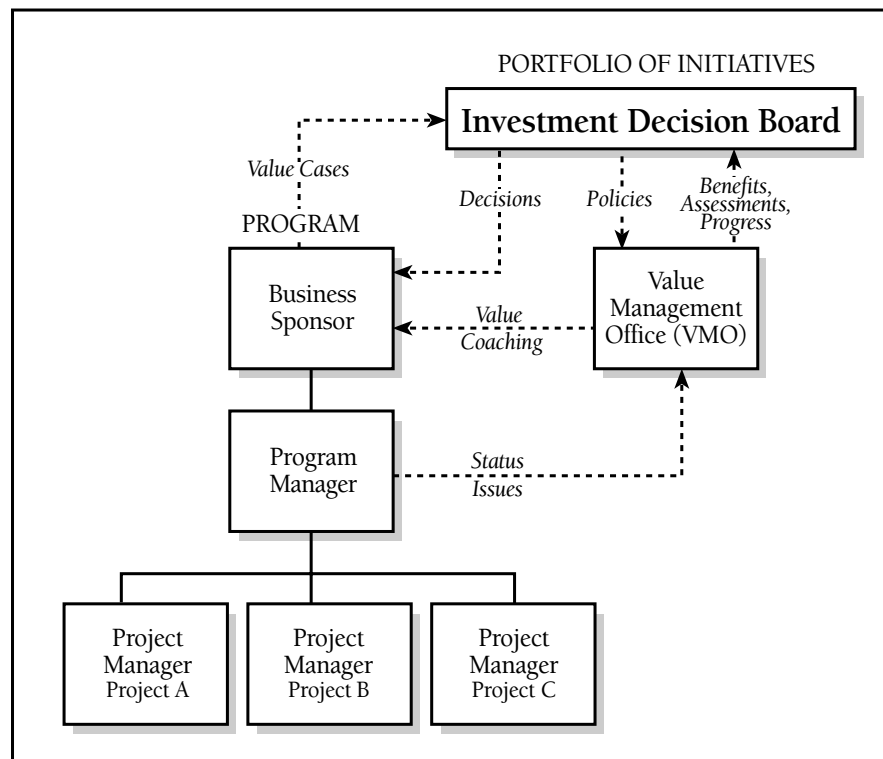 PORTFOLIO OF INITIATIVES
Investment Decision Board
Value Cases
Decisions
Policies
Benefits,
Assessments,
Progress
PROGRAM
Business
Sponsor
Value
Coaching
Value
Management
Office (VMO)
Program
Manager
Status
Issues
Project
Manager
Project A
Project
Manager
Project B
Project
Manager
Project C